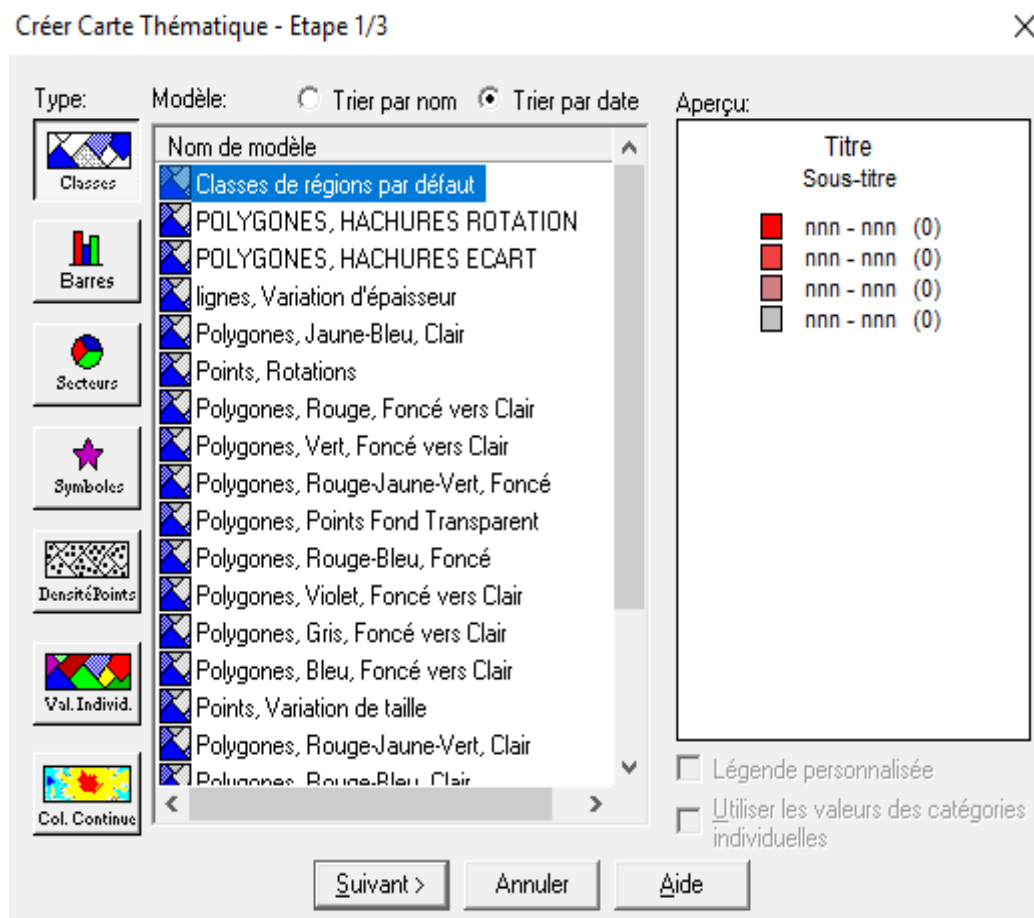 Créer Carte Thématique - Etape 1/3
Type:
Modèle:
Trier par nom
Trier par date
Aperçu:
Classes
Barres
Secteurs
Symboles
DensitéPoints
Val. Individ.
Col. Continue
Nom de modèle
Classes de régions par défaut
POLYGONES, HACHURES ROTATION
POLYGONES, HACHURES ECART
lignes, Variation d'épaisseur
Polygones, Jaune-Bleu, Clair
Points, Rotations
Polygones, Rouge, Foncé vers Clair
Polygones, Vert, Foncé vers Clair
Polygones, Rouge-Jaune-Vert, Foncé
Polygones, Points Fond Transparent
Polygones, Rouge-Bleu, Foncé
Polygones, Violet, Foncé vers Clair
Polygones, Gris, Foncé vers Clair
Polygones, Bleu, Foncé vers Clair
Points, Variation de taille
Polygones, Rouge-Jaune-Vert, Clair
Polygones, Rouge-Bleu, Clair
Titre
Sous-titre
nnn - nnn (0)
nnn - nnn (0)
nnn - nnn (0)
nnn - nnn (0)
Légende personnalisée
Utiliser les valeurs des catégories
individuelles
Suivant >
Annuler
Aide